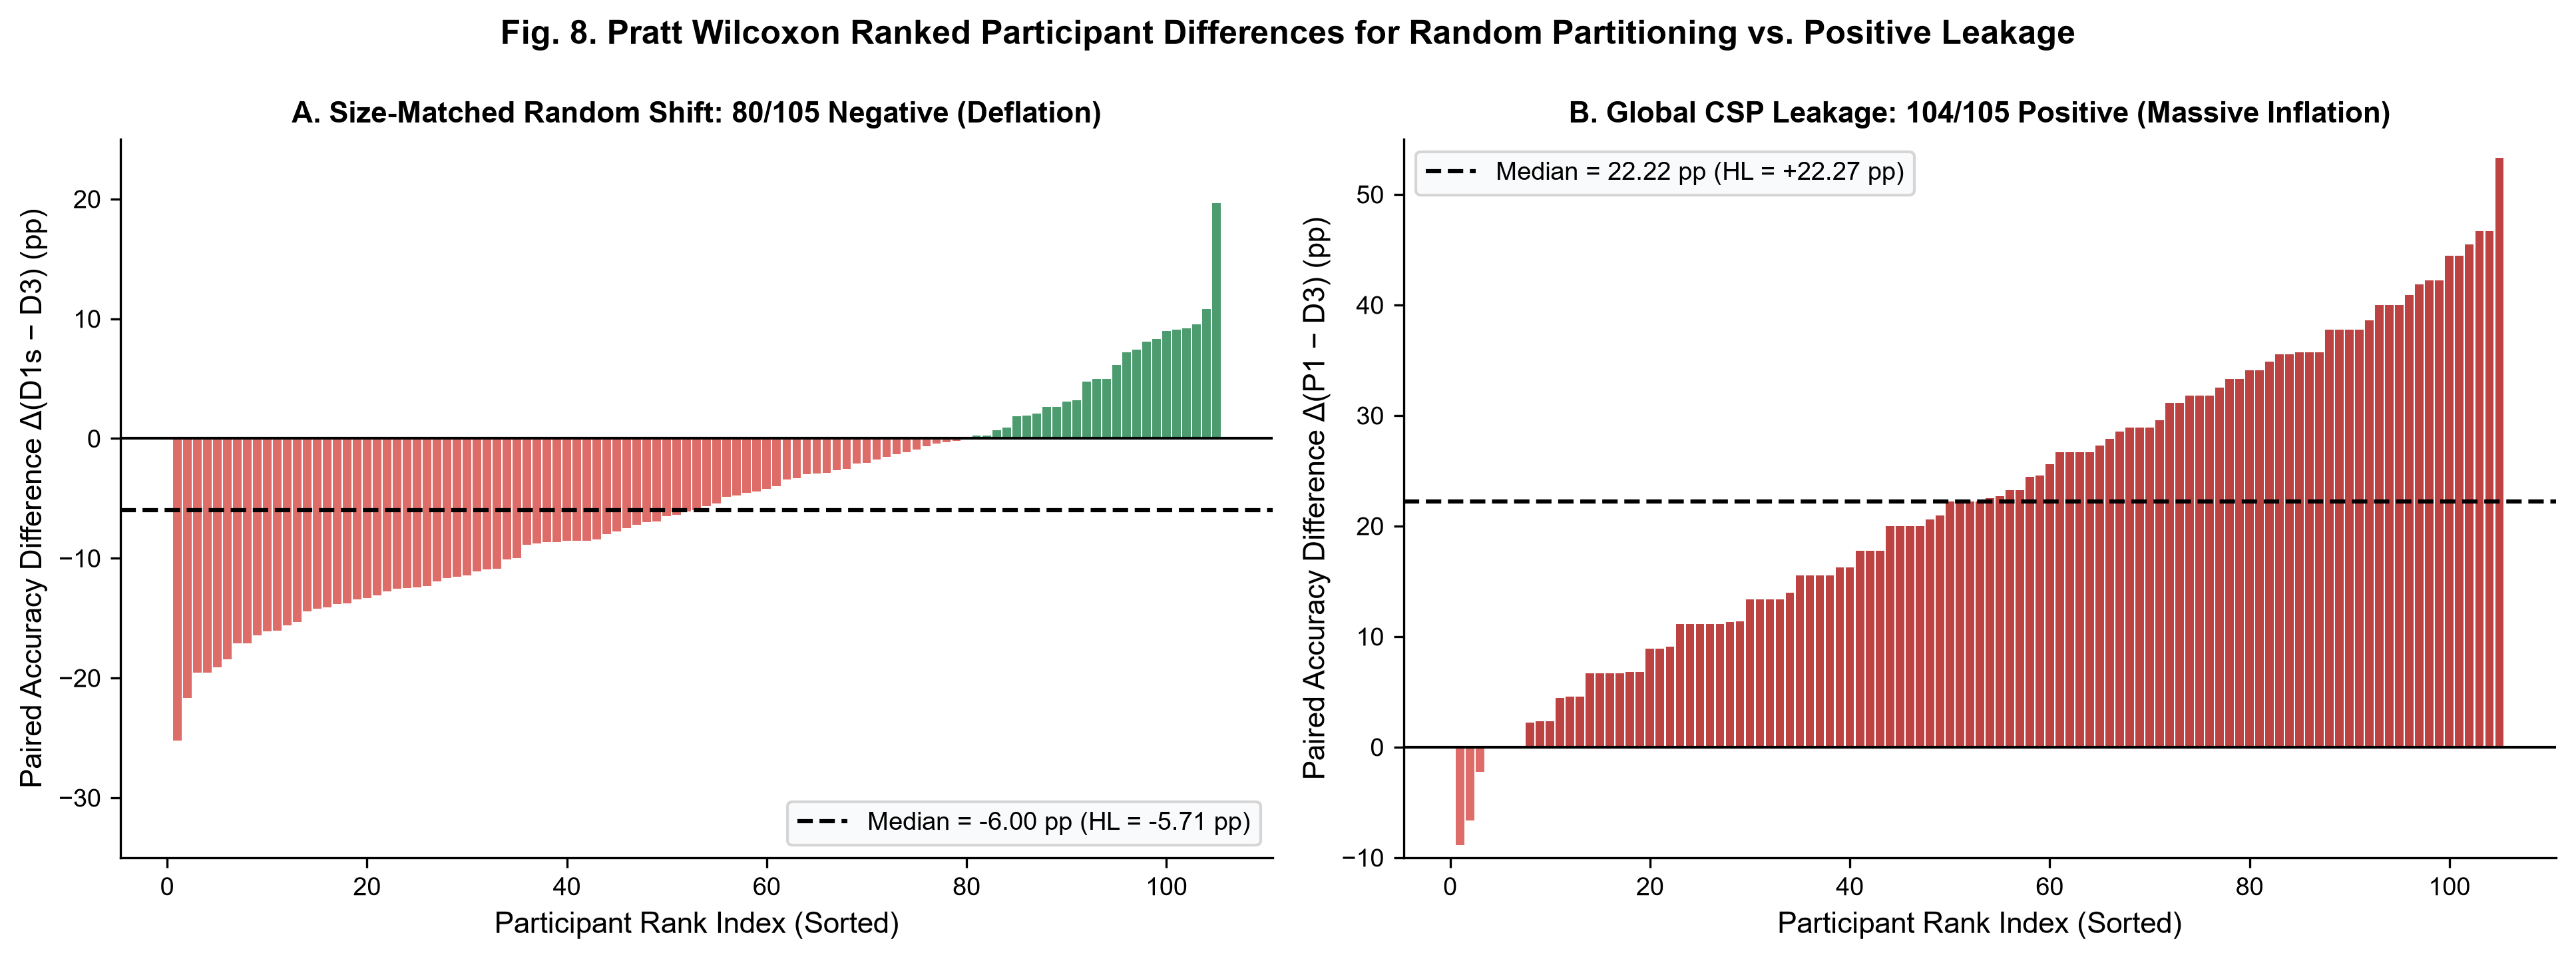 Fig. 8. Pratt Wilcoxon Ranked Participant Differences for Random Partitioning vs. Positive Leakage
A. Size-Matched Random Shift: 80/105 Negative (Deflation)
Paired Accuracy Difference Δ(D1s − D3) (pp)
20
10
0
−10
−20
−30
Median = -6.00 pp (HL = -5.71 pp)
0 20 40 60 80 100
Participant Rank Index (Sorted)
B. Global CSP Leakage: 104/105 Positive (Massive Inflation)
Median = 22.22 pp (HL = +22.27 pp)
Paired Accuracy Difference Δ(P1 − D3) (pp)
50
40
30
20
10
0
−10
0 20 40 60 80 100
Participant Rank Index (Sorted)